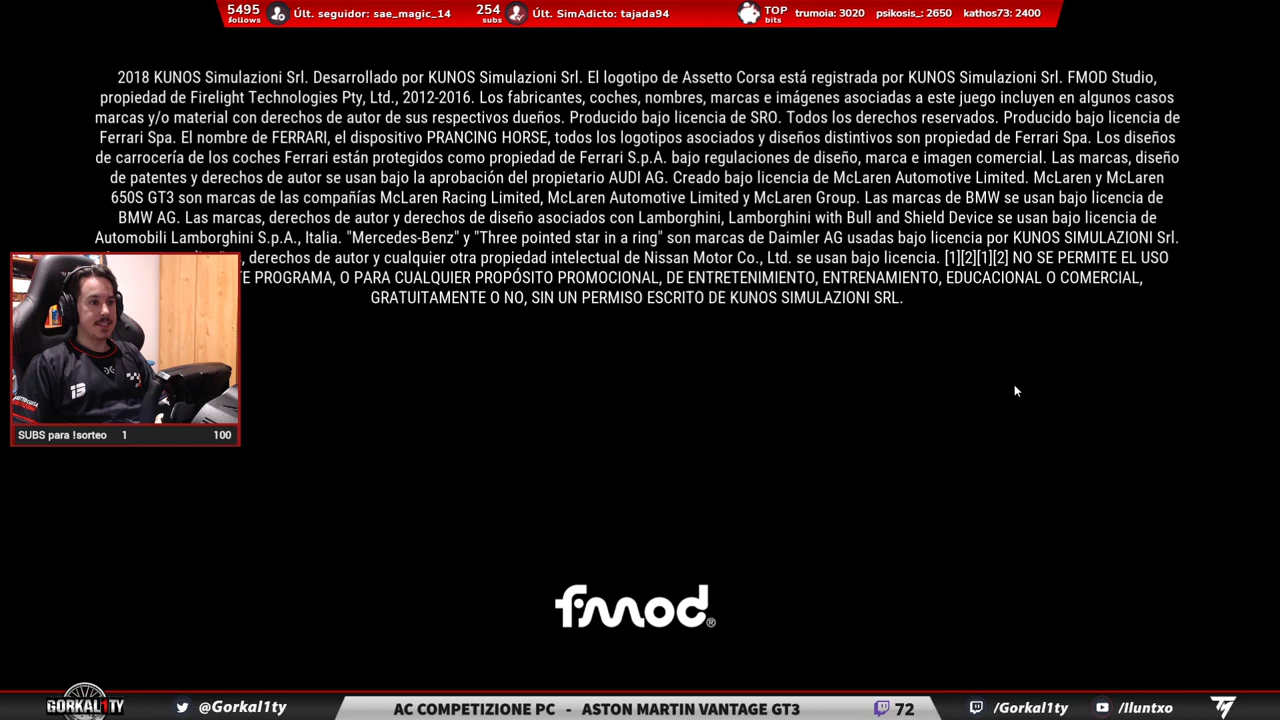 5495 follows Últ. seguidor: sae_magic_14 254 subs Últ. SimAdicto: tajada94 TOP bits trumoia: 3020 psikosis_: 2650 kathos73: 2400
2018 KUNOS Simulazioni Srl. Desarrollado por KUNOS Simulazioni Srl. El logotipo de Assetto Corsa está registrada por KUNOS Simulazioni Srl. FMOD Studio,
propiedad de Firelight Technologies Pty, Ltd., 2012-2016. Los fabricantes, coches, nombres, marcas e imágenes asociadas a este juego incluyen en algunos casos
marcas y/o material con derechos de autor de sus respectivos dueños. Producido bajo licencia de SRO. Todos los derechos reservados. Producido bajo licencia de
Ferrari Spa. El nombre de FERRARI, el dispositivo PRANCING HORSE, todos los logotipos asociados y diseños distintivos son propiedad de Ferrari Spa. Los diseños
de carrocería de los coches Ferrari están protegidos como propiedad de Ferrari S.p.A. bajo regulaciones de diseño, marca e imagen comercial. Las marcas, diseño
de patentes y derechos de autor se usan bajo la aprobación del propietario AUDI AG. Creado bajo licencia de McLaren Automotive Limited. McLaren y McLaren
650S GT3 son marcas de las compañías McLaren Racing Limited, McLaren Automotive Limited y McLaren Group. Las marcas de BMW se usan bajo licencia de
BMW AG. Las marcas, derechos de autor y derechos de diseño asociados con Lamborghini, Lamborghini with Bull and Shield Device se usan bajo licencia de
Automobili Lamborghini S.p.A., Italia. "Mercedes-Benz" y "Three pointed star in a ring" son marcas de Daimler AG usadas bajo licencia por KUNOS SIMULAZIONI Srl.
, derechos de autor y cualquier otra propiedad intelectual de Nissan Motor Co., Ltd. se usan bajo licencia. [1][2][1][2] NO SE PERMITE EL USO
E PROGRAMA, O PARA CUALQUIER PROPÓSITO PROMOCIONAL, DE ENTRETENIMIENTO, ENTRENAMIENTO, EDUCACIONAL O COMERCIAL,
GRATUITAMENTE O NO, SIN UN PERMISO ESCRITO DE KUNOS SIMULAZIONI SRL.
SUBS para !sorteo 1 100
fmod®
GORKAL1TY @Gorkal1ty AC COMPETIZIONE PC - ASTON MARTIN VANTAGE GT3 72 /Gorkal1ty /Iluntxo